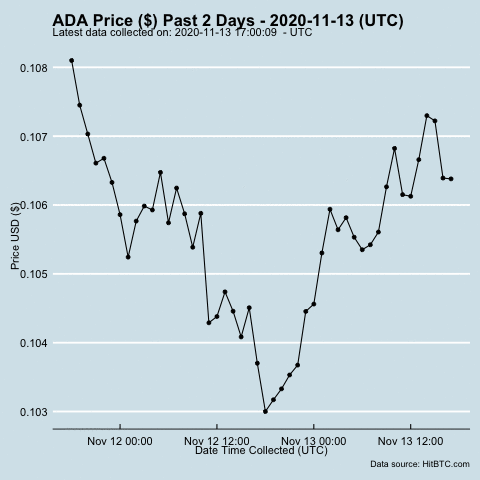 ADA Price ($) Past 2 Days - 2020-11-13 (UTC)
Latest data collected on: 2020-11-13 17:00:09  - UTC
0.108
0.107
0.106
0.105
0.104
0.103
Price USD ($)
Nov 12 00:00 Nov 12 12:00 Nov 13 00:00 Nov 13 12:00
Date Time Collected (UTC)
Data source: HitBTC.com